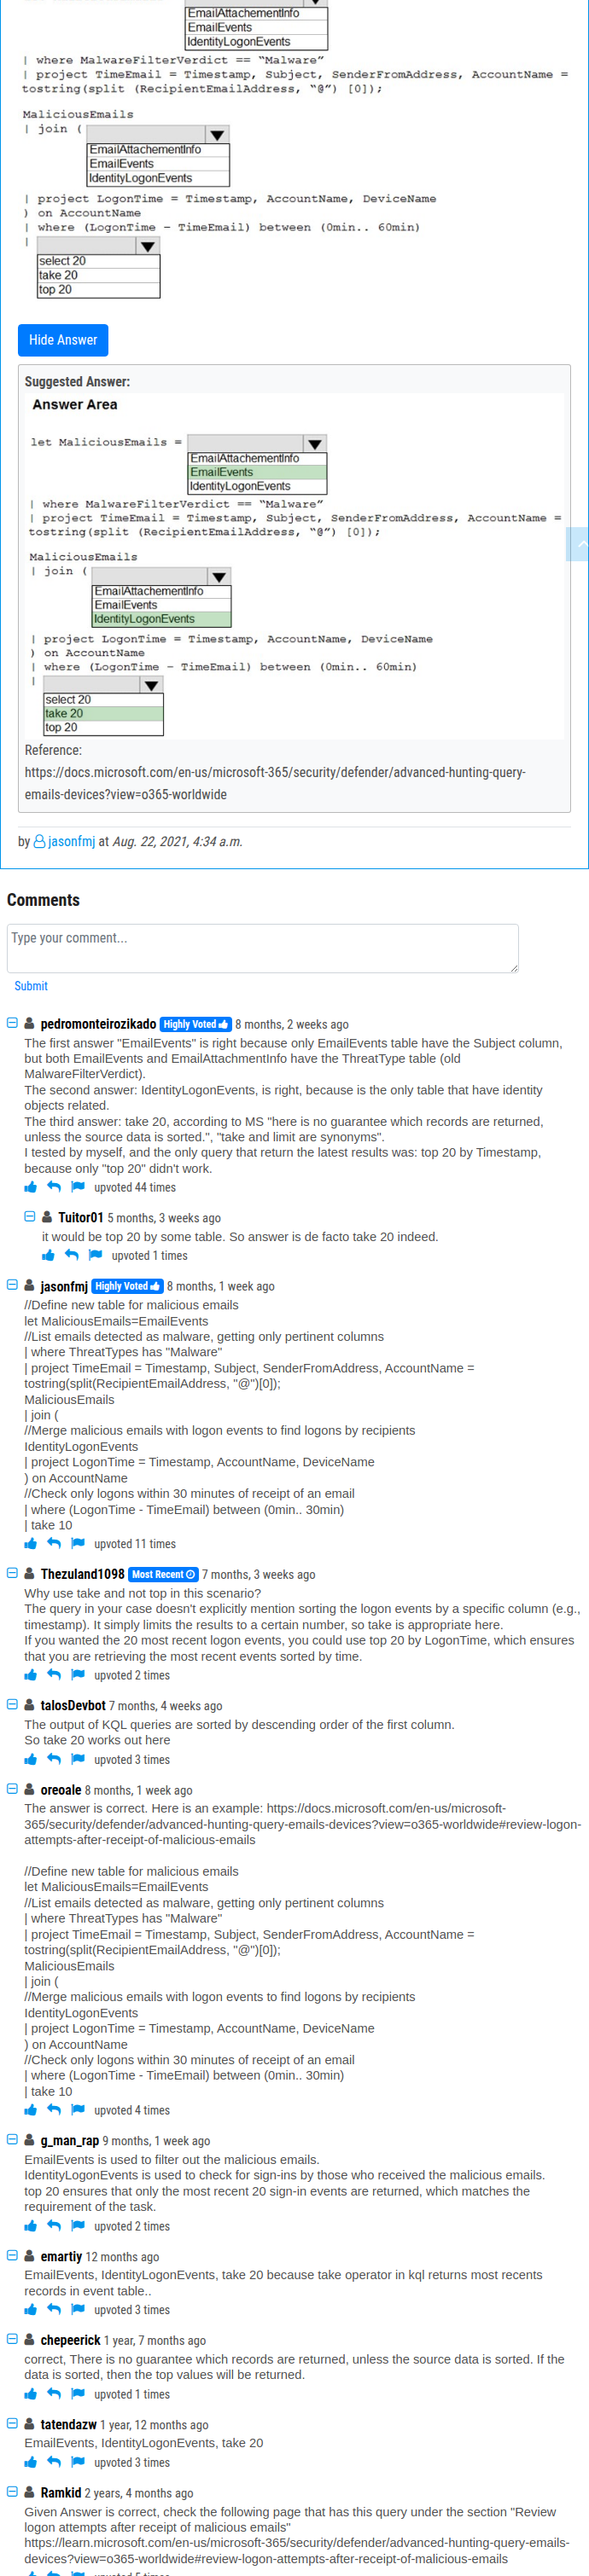 EmailAttachementInfo
EmailEvents
IdentityLogonEvents
| where MalwareFilterVerdict == “Malware”
| project TimeEmail = Timestamp, Subject, SenderFromAddress, AccountName =
tostring(split (RecipientEmailAddress, “@”) [0]);
MaliciousEmails
| join (
EmailAttachementInfo
EmailEvents
IdentityLogonEvents
| project LogonTime = Timestamp, AccountName, DeviceName
) on AccountName
| where (LogonTime – TimeEmail) between (0min.. 60min)
|
select 20
take 20
top 20
Hide Answer
Suggested Answer:
Answer Area
let MaliciousEmails =
EmailAttachementInfo
EmailEvents
IdentityLogonEvents
| where MalwareFilterVerdict == “Malware”
| project TimeEmail = Timestamp, Subject, SenderFromAddress, AccountName =
tostring(split (RecipientEmailAddress, “@”) [0]);
MaliciousEmails
| join (
EmailAttachementInfo
EmailEvents
IdentityLogonEvents
| project LogonTime = Timestamp, AccountName, DeviceName
) on AccountName
| where (LogonTime – TimeEmail) between (0min.. 60min)
|
select 20
take 20
top 20
Reference:
https://docs.microsoft.com/en-us/microsoft-365/security/defender/advanced-hunting-query-
emails-devices?view=o365-worldwide
by jasonfmj at Aug. 22, 2021, 4:34 a.m.
Comments
Type your comment...
Submit
pedromonteirozikado Highly Voted 8 months, 2 weeks ago
The first answer "EmailEvents" is right because only EmailEvents table have the Subject column,
but both EmailEvents and EmailAttachmentInfo have the ThreatType table (old
MalwareFilterVerdict).
The second answer: IdentityLogonEvents, is right, because is the only table that have identity
objects related.
The third answer: take 20, according to MS "here is no guarantee which records are returned,
unless the source data is sorted.", "take and limit are synonyms".
I tested by myself, and the only query that return the latest results was: top 20 by Timestamp,
because only "top 20" didn't work.
upvoted 44 times
Tuitor01 5 months, 3 weeks ago
it would be top 20 by some table. So answer is de facto take 20 indeed.
upvoted 1 times
jasonfmj Highly Voted 8 months, 1 week ago
//Define new table for malicious emails
let MaliciousEmails=EmailEvents
//List emails detected as malware, getting only pertinent columns
| where ThreatTypes has "Malware"
| project TimeEmail = Timestamp, Subject, SenderFromAddress, AccountName =
tostring(split(RecipientEmailAddress, "@")[0]);
MaliciousEmails
| join (
//Merge malicious emails with logon events to find logons by recipients
IdentityLogonEvents
| project LogonTime = Timestamp, AccountName, DeviceName
) on AccountName
//Check only logons within 30 minutes of receipt of an email
| where (LogonTime - TimeEmail) between (0min.. 30min)
| take 10
upvoted 11 times
Thezuland1098 Most Recent 7 months, 3 weeks ago
Why use take and not top in this scenario?
The query in your case doesn't explicitly mention sorting the logon events by a specific column (e.g.,
timestamp). It simply limits the results to a certain number, so take is appropriate here.
If you wanted the 20 most recent logon events, you could use top 20 by LogonTime, which ensures
that you are retrieving the most recent events sorted by time.
upvoted 2 times
talosDevbot 7 months, 4 weeks ago
The output of KQL queries are sorted by descending order of the first column.
So take 20 works out here
upvoted 3 times
oreoale 8 months, 1 week ago
The answer is correct. Here is an example: https://docs.microsoft.com/en-us/microsoft-
365/security/defender/advanced-hunting-query-emails-devices?view=o365-worldwide#review-logon-
attempts-after-receipt-of-malicious-emails
//Define new table for malicious emails
let MaliciousEmails=EmailEvents
//List emails detected as malware, getting only pertinent columns
| where ThreatTypes has "Malware"
| project TimeEmail = Timestamp, Subject, SenderFromAddress, AccountName =
tostring(split(RecipientEmailAddress, "@")[0]);
MaliciousEmails
| join (
//Merge malicious emails with logon events to find logons by recipients
IdentityLogonEvents
| project LogonTime = Timestamp, AccountName, DeviceName
) on AccountName
//Check only logons within 30 minutes of receipt of an email
| where (LogonTime - TimeEmail) between (0min.. 30min)
| take 10
upvoted 4 times
g_man_rap 9 months, 1 week ago
EmailEvents is used to filter out the malicious emails.
IdentityLogonEvents is used to check for sign-ins by those who received the malicious emails.
top 20 ensures that only the most recent 20 sign-in events are returned, which matches the
requirement of the task.
upvoted 2 times
emartiy 12 months ago
EmailEvents, IdentityLogonEvents, take 20 because take operator in kql returns most recents
records in event table..
upvoted 3 times
chepeerick 1 year, 7 months ago
correct, There is no guarantee which records are returned, unless the source data is sorted. If the
data is sorted, then the top values will be returned.
upvoted 1 times
tatendazw 1 year, 12 months ago
EmailEvents, IdentityLogonEvents, take 20
upvoted 3 times
Ramkid 2 years, 4 months ago
Given Answer is correct, check the following page that has this query under the section "Review
logon attempts after receipt of malicious emails"
https://learn.microsoft.com/en-us/microsoft-365/security/defender/advanced-hunting-query-emails-
devices?view=o365-worldwide#review-logon-attempts-after-receipt-of-malicious-emails